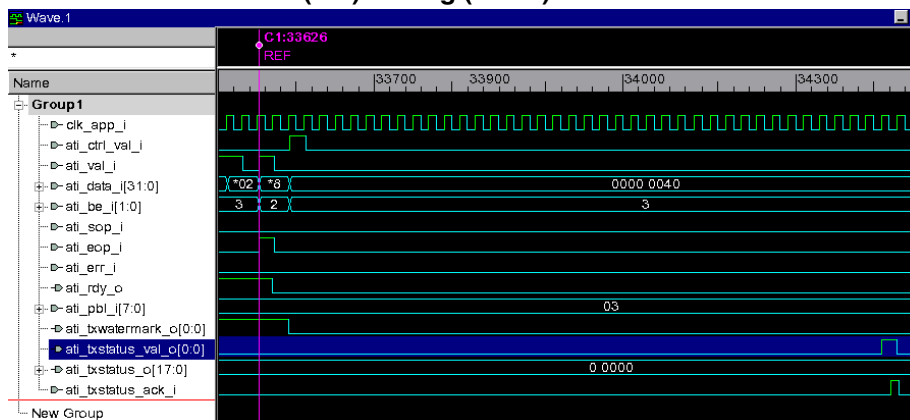 Wave.1
C1:33626
REF
*
Name
33700 33900 34000 34300
Group1
clk_app_i
ati_ctrl_val_i
ati_val_i
ati_data_i[31:0] *02 *8 0000 0040
ati_be_i[1:0] 3 2 3
ati_sop_i
ati_eop_i
ati_err_i
ati_rdy_o
ati_pbl_i[7:0] 03
ati_txwatermark_o[0:0]
ati_txstatus_val_o[0:0]
ati_txstatus_o[17:0] 0 0000
ati_txstatus_ack_i
New Group